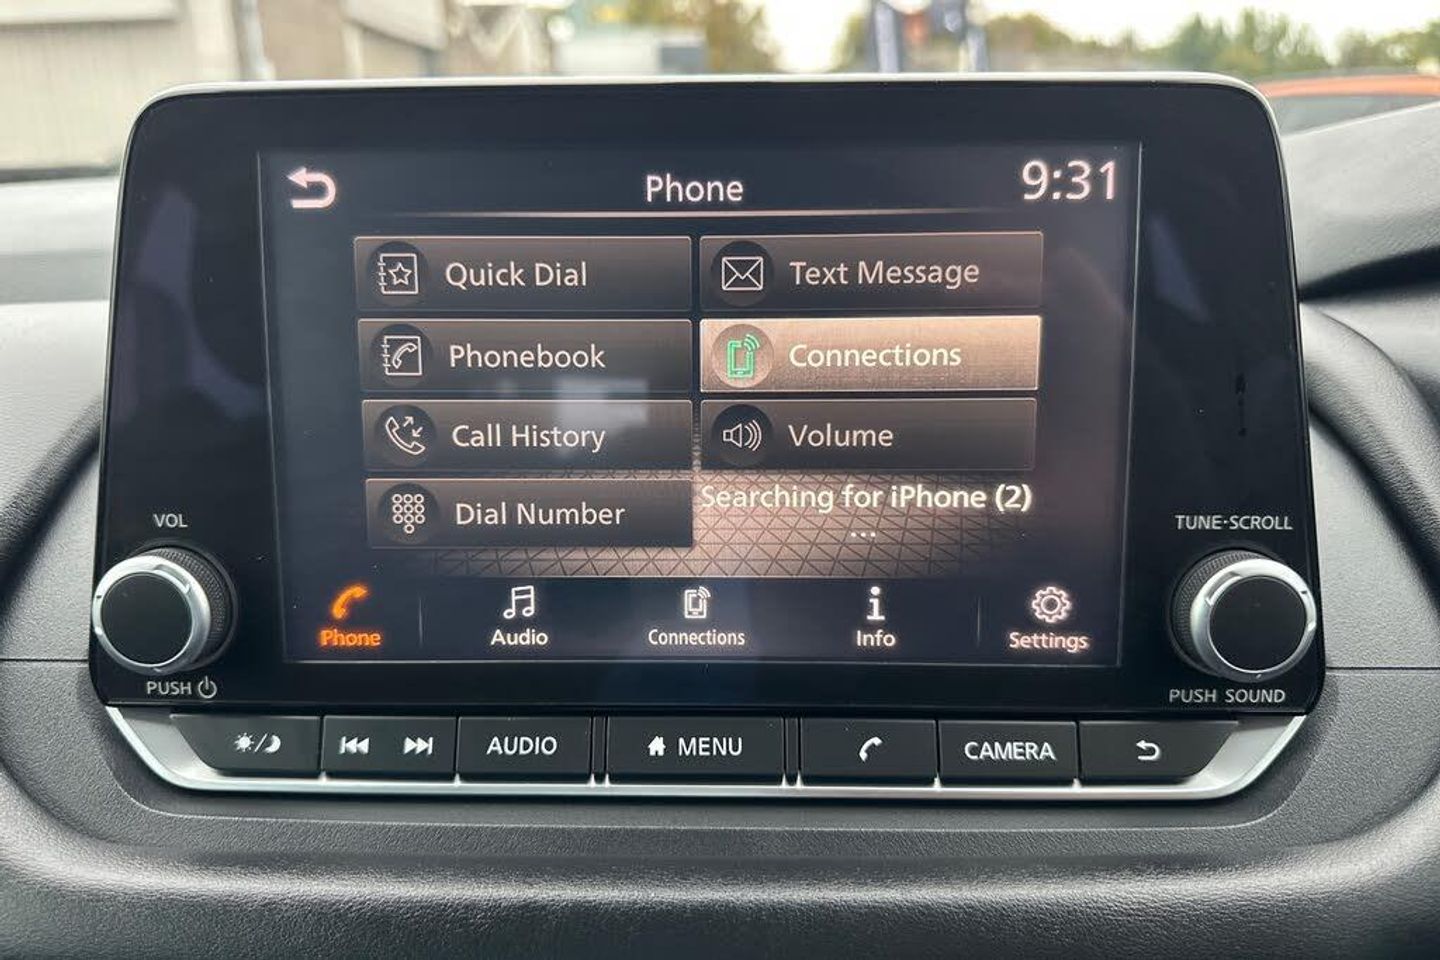 Phone
9:31
Quick Dial
Text Message
Phonebook
Connections
Call History
Volume
Dial Number
Searching for iPhone (2)
...
Phone
Audio
Connections
Info
Settings
VOL
PUSH
TUNE·SCROLL
PUSH SOUND
AUDIO
MENU
CAMERA